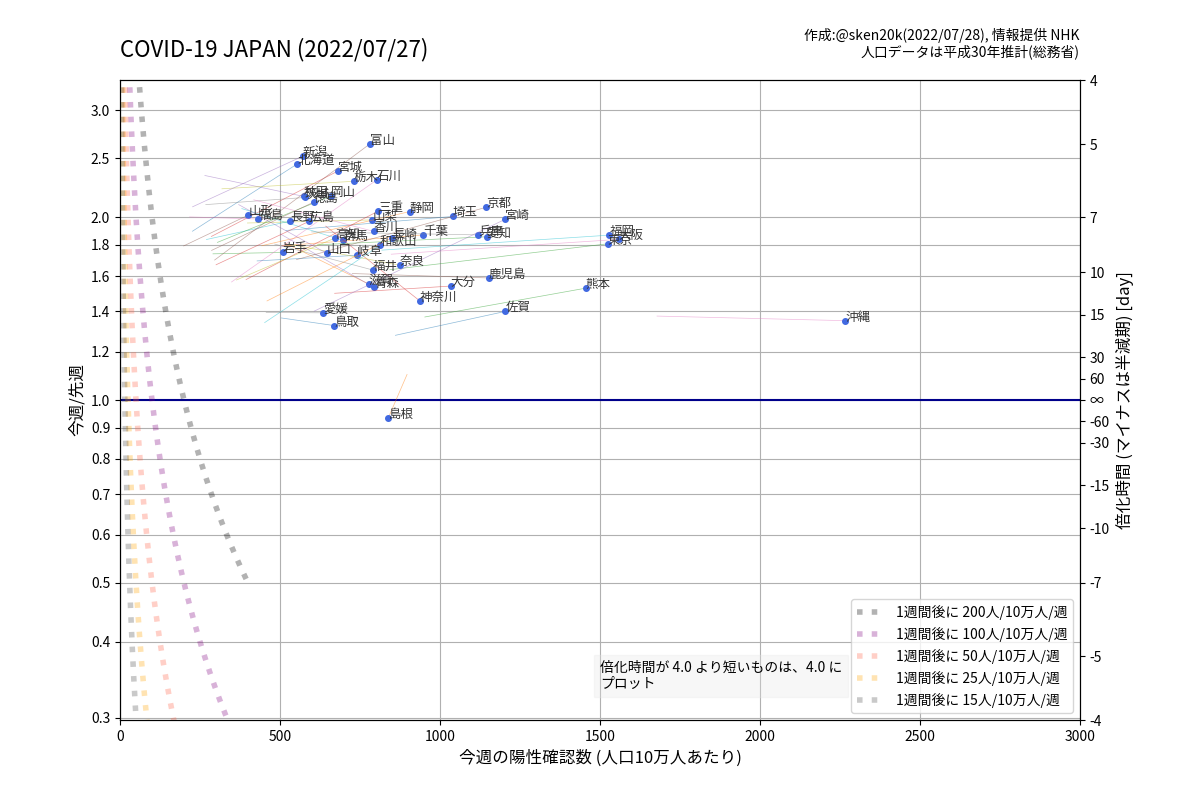 COVID-19 JAPAN (2022/07/27)
作成:@sken20k(2022/07/28), 情報提供 NHK
人口データは平成30年推計(総務省)
今週/先週
3.0
2.5
2.0
1.8
1.6
1.4
1.2
1.0
0.9
0.8
0.7
0.6
0.5
0.4
0.3
富山
新潟
北海道
宮城
栃木
石川
秋田
岡山
徳島
山形
福島
長野
広島
三重
静岡
山梨
香川
京都
埼玉
宮崎
千葉
兵庫
愛知
長崎
和歌山
福岡
大阪
東京
岩手
山口
岐阜
奈良
福井
滋賀
青森
鹿児島
大分
神奈川
熊本
佐賀
愛媛
鳥取
沖縄
島根
4
5
7
10
15
30
60
∞
-60
-30
-15
-10
-7
-5
-4
倍化時間 (マイナスは半減期) [day]
倍化時間が 4.0 より短いものは、4.0 に
プロット
1週間後に 200人/10万人/週
1週間後に 100人/10万人/週
1週間後に 50人/10万人/週
1週間後に 25人/10万人/週
1週間後に 15人/10万人/週
0
500
1000
1500
2000
2500
3000
今週の陽性確認数 (人口10万人あたり)